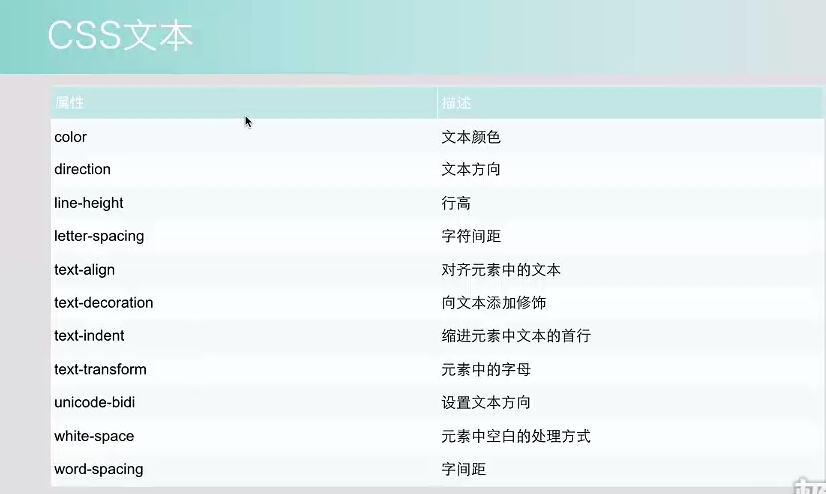 CSS文本
属性 描述
color 文本颜色
direction 文本方向
line-height 行高
letter-spacing 字符间距
text-align 对齐元素中的文本
text-decoration 向文本添加修饰
text-indent 缩进元素中文本的首行
text-transform 元素中的字母
unicode-bidi 设置文本方向
white-space 元素中空白的处理方式
word-spacing 字间距